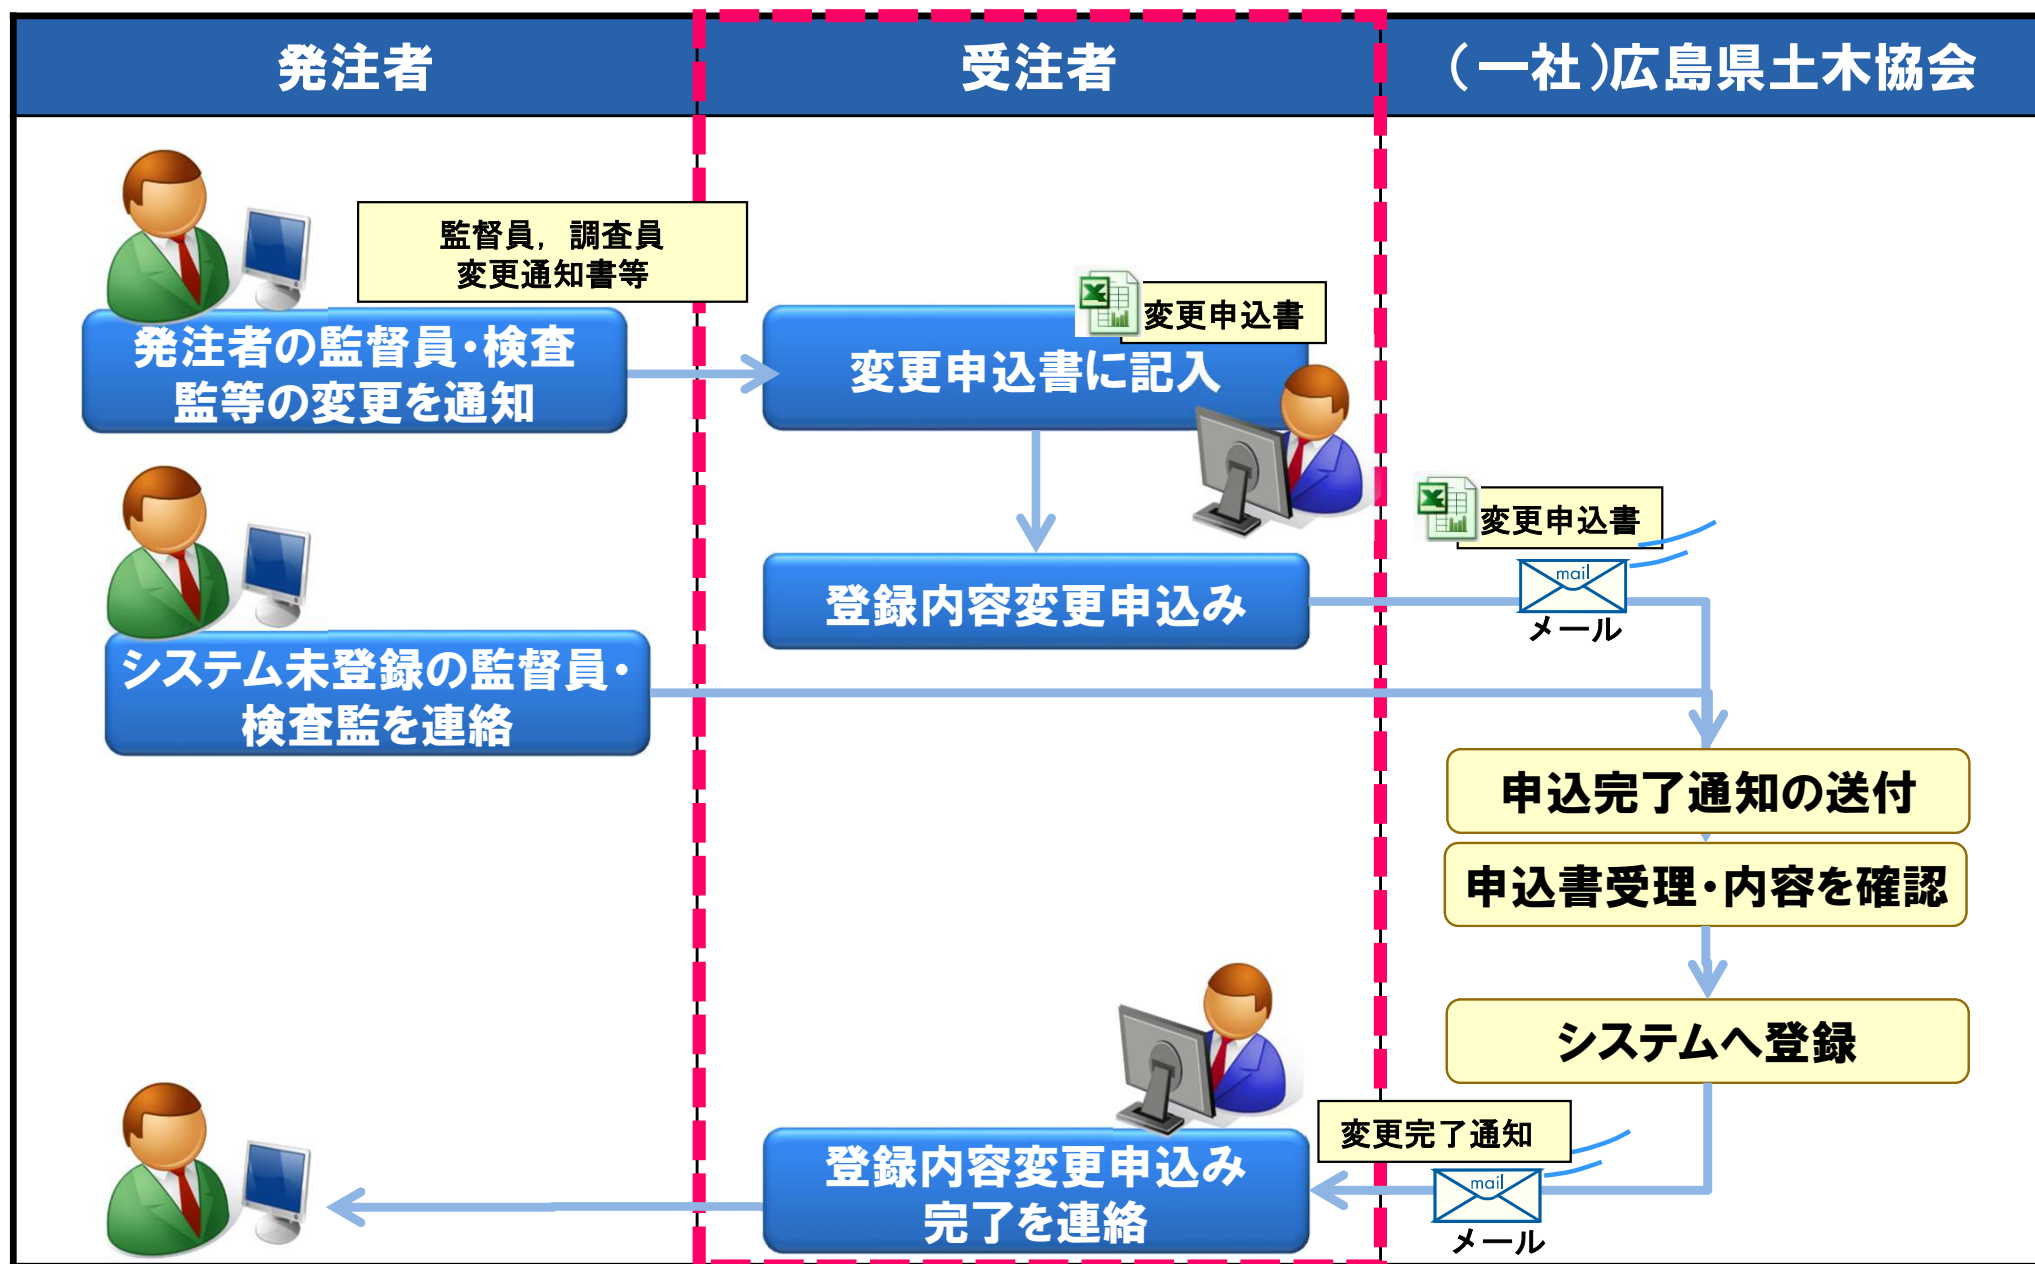 発注者
受注者
(一社)広島県土木協会
監督員，調査員
変更通知書等
発注者の監督員・検査
監等の変更を通知
変更申込書
変更申込書に記入
変更申込書
mail
メール
登録内容変更申込み
システム未登録の監督員・
検査監を連絡
申込完了通知の送付
申込書受理・内容を確認
システムへ登録
変更完了通知
mail
メール
登録内容変更申込み
完了を連絡